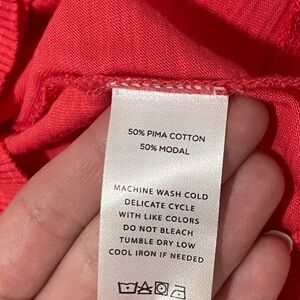 50% PIMA COTTON
50% MODAL
MACHINE WASH COLD
DELICATE CYCLE
WITH LIKE COLORS
DO NOT BLEACH
TUMBLE DRY LOW
COOL IRON IF NEEDED